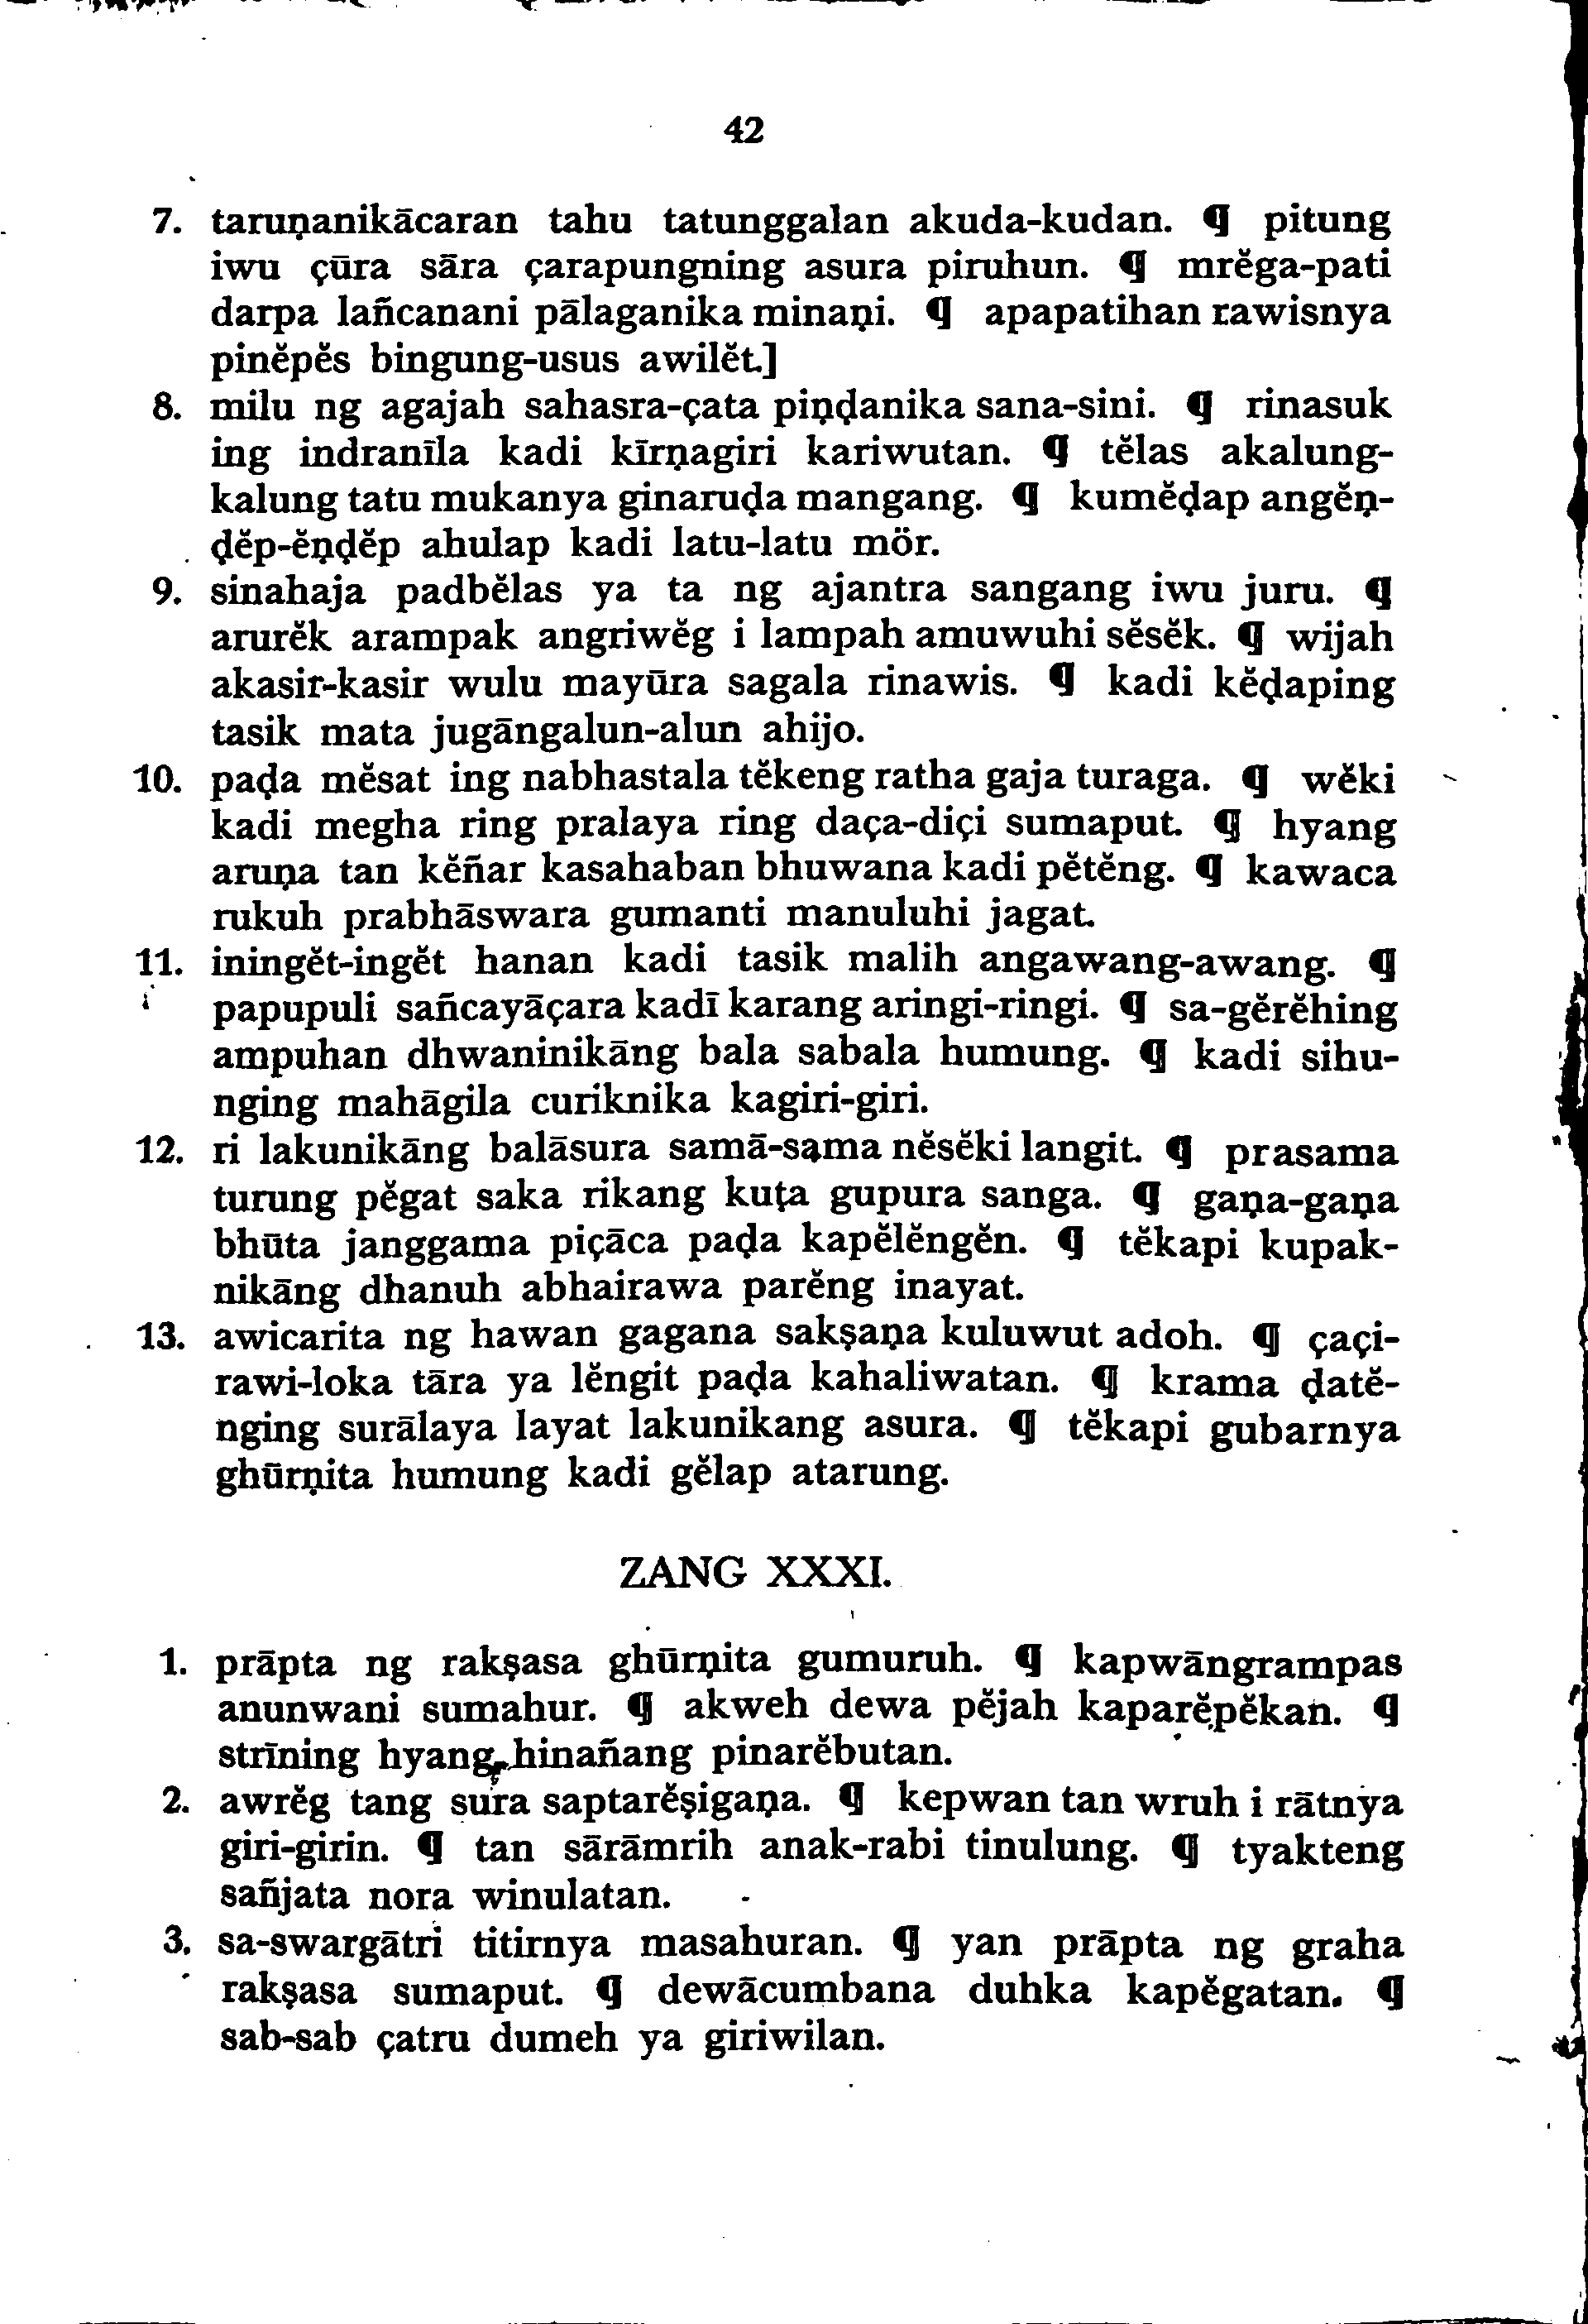 42
7. taruṇanikācaran tahu tatunggalan akuda-kudan. ¶ pitung
iwu çūra sāra çarapungning asura piruhun. ¶ mrĕga-pati
darpa lañcanani pālaganika minaṇi. ¶ apapatihan rawisnya
pinĕpĕs bingung-usus awilĕt.]
8. milu ng agajah sahasra-çata piṇḍanika sana-sini. ¶ rinasuk
ing indranīla kadi kīrṇagiri kariwutan. ¶ tĕlas akalung-
kalung tatu mukanya ginaruḍa mangang. ¶ kumĕḍap angĕṇ-
ḍĕp-ĕṇḍĕp ahulap kadi latu-latu mör.
9. sinahaja padbĕlas ya ta ng ajantra sangang iwu juru. ¶
arurĕk arampak angriwĕg i lampah amuwuhi sĕsĕk. ¶ wijah
akasir-kasir wulu mayūra sagala rinawis. ¶ kadi kĕḍaping
tasik mata jugāngalun-alun ahijo.
10. paḍa mĕsat ing nabhastala tĕkeng ratha gaja turaga. ¶ wĕki
kadi megha ring pralaya ring daça-diçi sumaput. ¶ hyang
aruṇa tan kĕñar kasahaban bhuwana kadi pĕtĕng. ¶ kawaca
rukuh prabhāswara gumanti manuluhi jagat.
11. iningĕt-ingĕt hanan kadi tasik malih angawang-awang. ¶
papupuli sañcayāçara kadī karang aringi-ringi. ¶ sa-gĕrĕhing
ampuhan dhwaninikāng bala sabala humung. ¶ kadi sihu-
nging mahāgila curiknika kagiri-giri.
12. ri lakunikāng balāsura samā-sama nĕsĕki langit. ¶ prasama
turung pĕgat saka rikang kuṭa gupura sanga. ¶ gaṇa-gaṇa
bhūta janggama piçāca paḍa kapĕlĕngĕn. ¶ tĕkapi kupak-
nikāng dhanuh abhairawa parĕng inayat.
13. awicarita ng hawan gagana sakṣaṇa kuluwut adoh. ¶ çaçi-
rawi-loka tāra ya lĕngit paḍa kahaliwatan. ¶ krama ḍatĕ-
nging surālaya layat lakunikang asura. ¶ tĕkapi gubarnya
ghūrṇita humung kadi gĕlap atarung.
ZANG XXXI.
1. prāpta ng rakṣasa ghūrṇita gumuruh. ¶ kapwāngrampas
anunwani sumahur. ¶ akweh dewa pĕjah kaparĕpĕkan. ¶
strīning hyang hinañang pinarĕbutan.
2. awrĕg tang sura saptarĕṣigaṇa. ¶ kepwan tan wruh i rātnya
giri-girin. ¶ tan sārāmrih anak-rabi tinulung. ¶ tyakteng
sañjata nora winulatan.
3. sa-swargātri titirnya masahuran. ¶ yan prāpta ng graha
rakṣasa sumaput. ¶ dewācumbana duhka kapĕgatan. ¶
sab-sab çatru dumeh ya giriwilan.